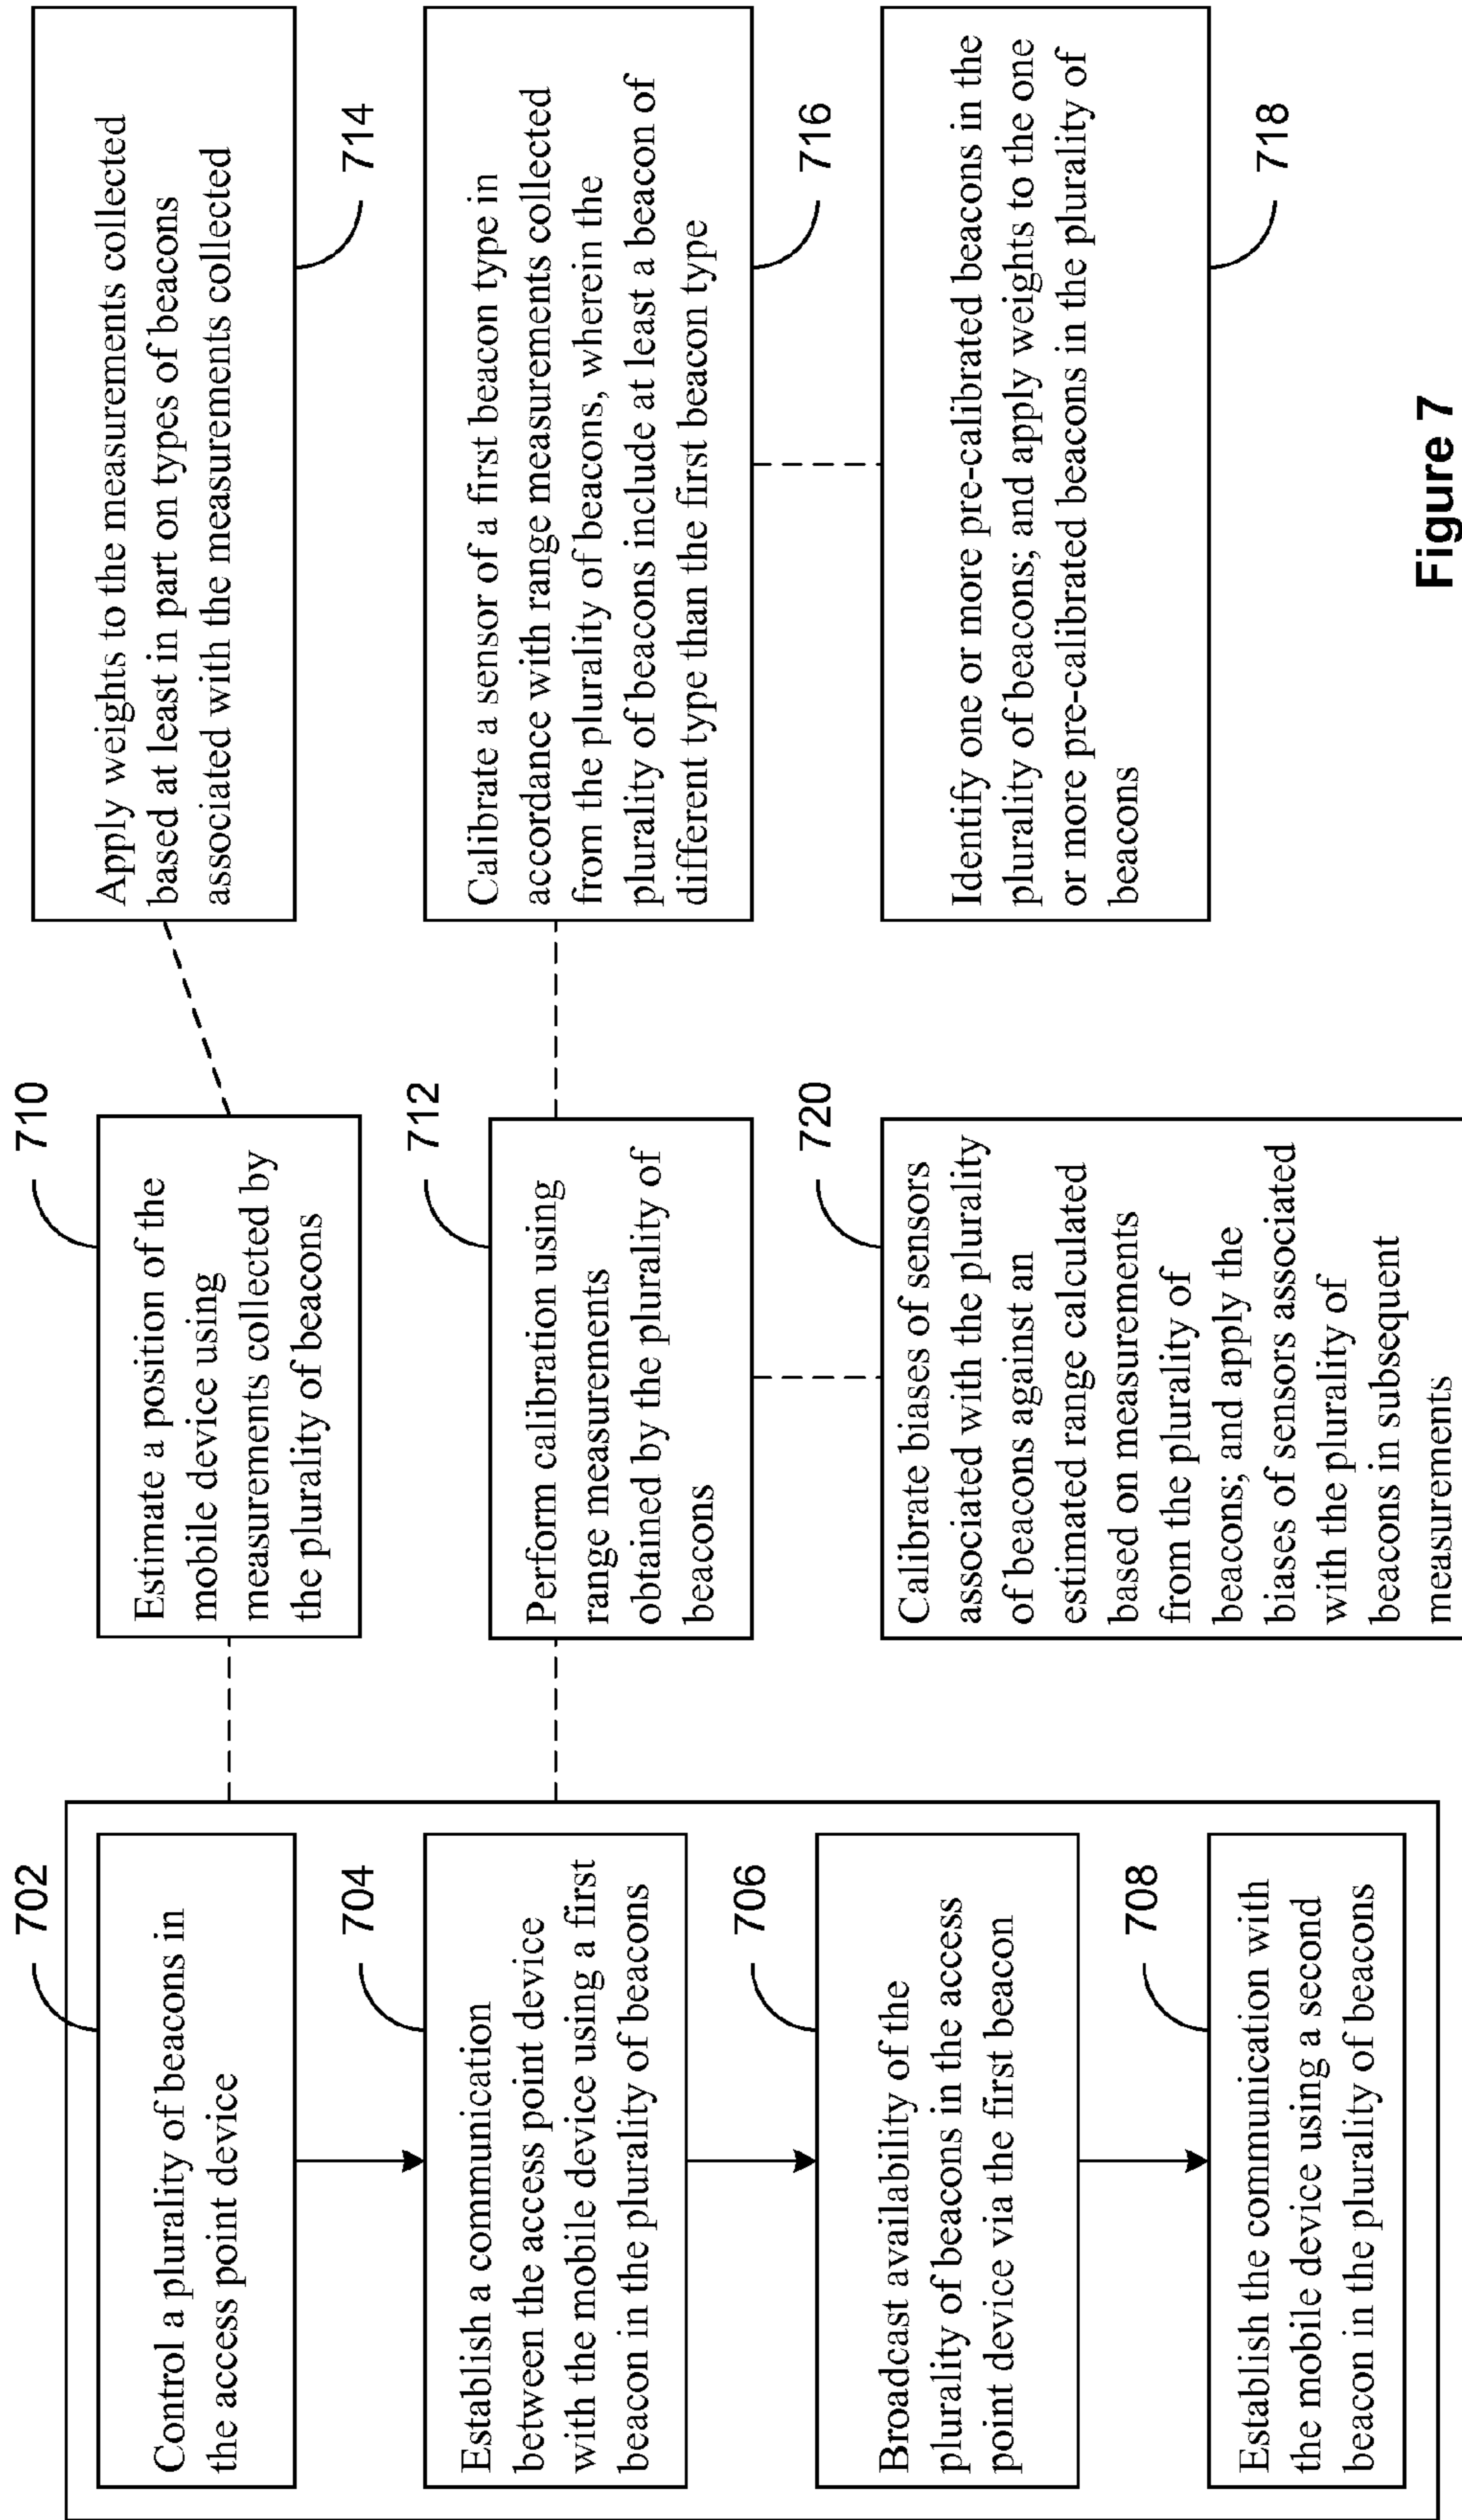 702
Control a plurality of beacons in
the access point device
704
Establish a communication
between the access point device
with the mobile device using a first
beacon in the plurality of beacons
706
Broadcast availability of the
plurality of beacons in the access
point device via the first beacon
708
Establish the communication with
the mobile device using a second
beacon in the plurality of beacons
710
Estimate a position of the
mobile device using
measurements collected by
the plurality of beacons
712
Perform calibration using
range measurements
obtained by the plurality of
beacons
720
Calibrate biases of sensors
associated with the plurality
of beacons against an
estimated range calculated
based on measurements
from the plurality of
beacons; and apply the
biases of sensors associated
with the plurality of
beacons in subsequent
measurements
Apply weights to the measurements collected
based at least in part on types of beacons
associated with the measurements collected
714
Calibrate a sensor of a first beacon type in
accordance with range measurements collected
from the plurality of beacons, wherein the
plurality of beacons include at least a beacon of
different type than the first beacon type
716
Identify one or more pre-calibrated beacons in the
plurality of beacons; and apply weights to the one
or more pre-calibrated beacons in the plurality of
beacons
718
Figure 7